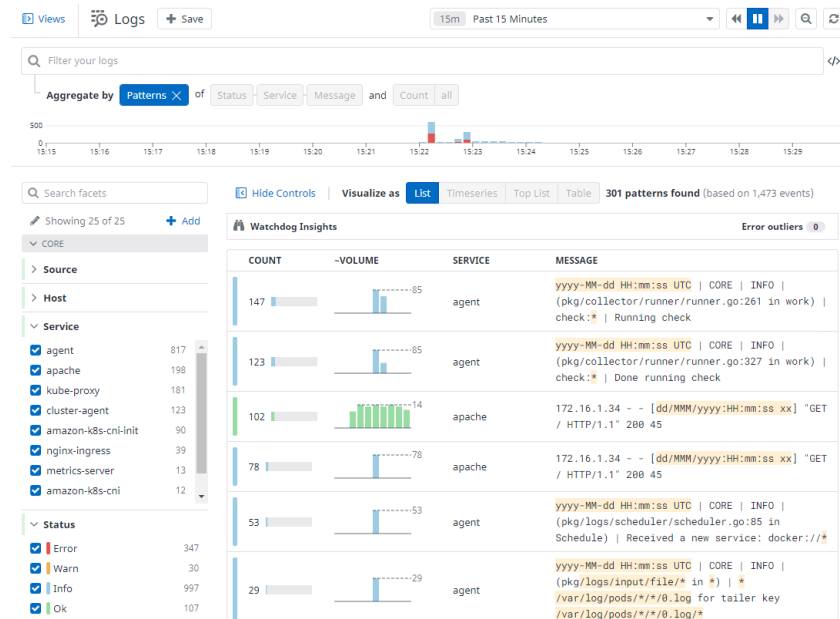 Views
Logs
+ Save
15m Past 15 Minutes
Filter your logs
</>
Aggregate by Patterns × of Status Service Message and Count all
500
0
15:15 15:16 15:17 15:18 15:19 15:20 15:21 15:22 15:23 15:24 15:25 15:26 15:27 15:28 15:29
Search facets
Showing 25 of 25 + Add
CORE
Source
Host
Service
agent 817
apache 198
kube-proxy 181
cluster-agent 123
amazon-k8s-cni-init 90
nginx-ingress 39
metrics-server 13
amazon-k8s-cni 12
Status
Error 347
Warn 30
Info 997
Ok 107
Hide Controls Visualize as List Timeseries Top List Table 301 patterns found (based on 1,473 events)
Watchdog Insights Error outliers 0
COUNT ~VOLUME SERVICE MESSAGE
147 85 agent
yyyy-MM-dd HH:mm:ss UTC | CORE | INFO |
(pkg/collector/runner/runner.go:261 in work) |
check:* | Running check
123 85 agent
yyyy-MM-dd HH:mm:ss UTC | CORE | INFO |
(pkg/collector/runner/runner.go:327 in work) |
check:* | Done running check
102 14 apache
172.16.1.34 - - [dd/MMM/yyyy:HH:mm:ss xx] "GET
/ HTTP/1.1" 200 45
78 78 apache
172.16.1.34 - - [dd/MMM/yyyy:HH:mm:ss xx] "GET
/ HTTP/1.1" 200 45
53 53 agent
yyyy-MM-dd HH:mm:ss UTC | CORE | INFO |
(pkg/logs/scheduler/scheduler.go:85 in
Schedule) | Received a new service: docker://*
29 29 agent
yyyy-MM-dd HH:mm:ss UTC | CORE | INFO |
(pkg/logs/input/file/* in *) | *
/var/log/pods/*/*/0.log for tailer key
/var/log/pods/*/*/0.log/*